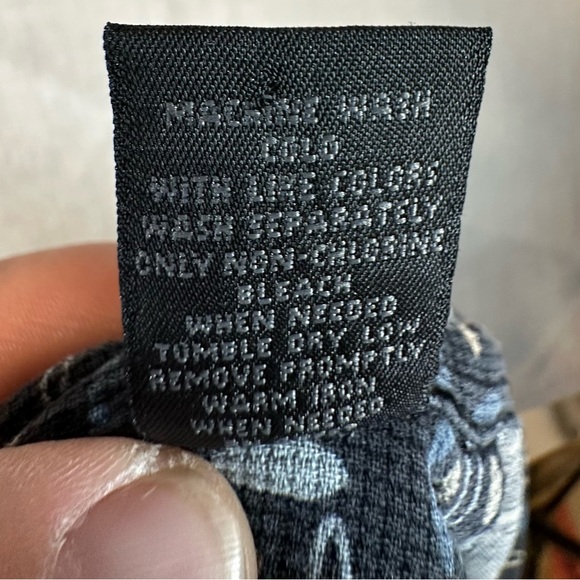 MACHINE WASH
COLD
WITH LIKE COLORS
WASH SEPARATELY
ONLY NON-CHLORINE
BLEACH
WHEN NEEDED
TUMBLE DRY LOW
REMOVE PROMPTLY
WARM IRON
WHEN NEEDED